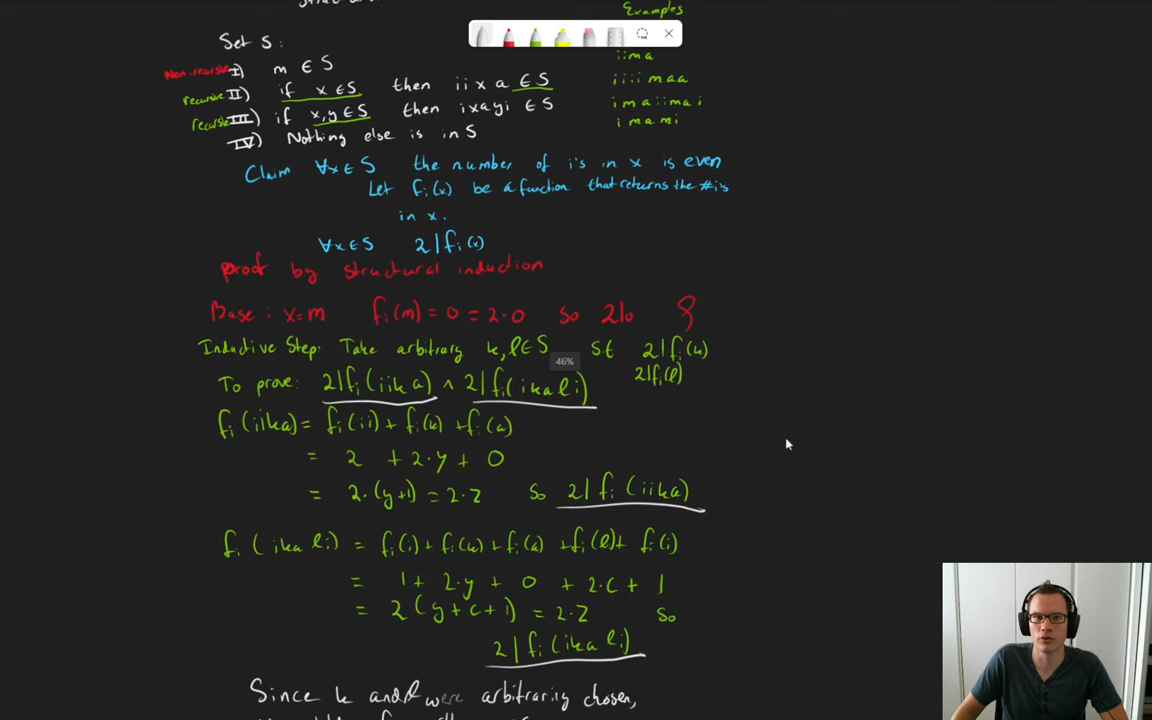 Examples
Set S:
Non-recursive I) m ∈ S
iima
recursive II) if x ∈ S then iixa ∈ S
iiiimaa
recursive III) if x,y ∈ S then ixayi ∈ S
imaiimai
IV) Nothing else is in S
imami
Claim ∀x∈S the number of i's in x is even
Let fi(x) be a function that returns the #i's
in x.
∀x∈S 2|fi(x)
proof by structural induction
Base: x=m fi(m)=0=2·0 so 2|0
Inductive Step: Take arbitrary k,l∈S s.t 2|fi(k)
2|fi(l)
46%
To prove: 2|fi(iika) ∧ 2|fi(ikali)
fi(iika)= fi(ii)+fi(k)+fi(a)
= 2 +2·y+ 0
= 2·(y+1)=2·z so 2|fi(iika)
fi(ikali) = fi(i)+fi(k)+fi(a)+fi(l)+fi(i)
= 1+2·y+ 0 +2·c+ 1
= 2(y+c+1)=2·z so
2|fi(ikali)
Since k and l were arbitrarily chosen,